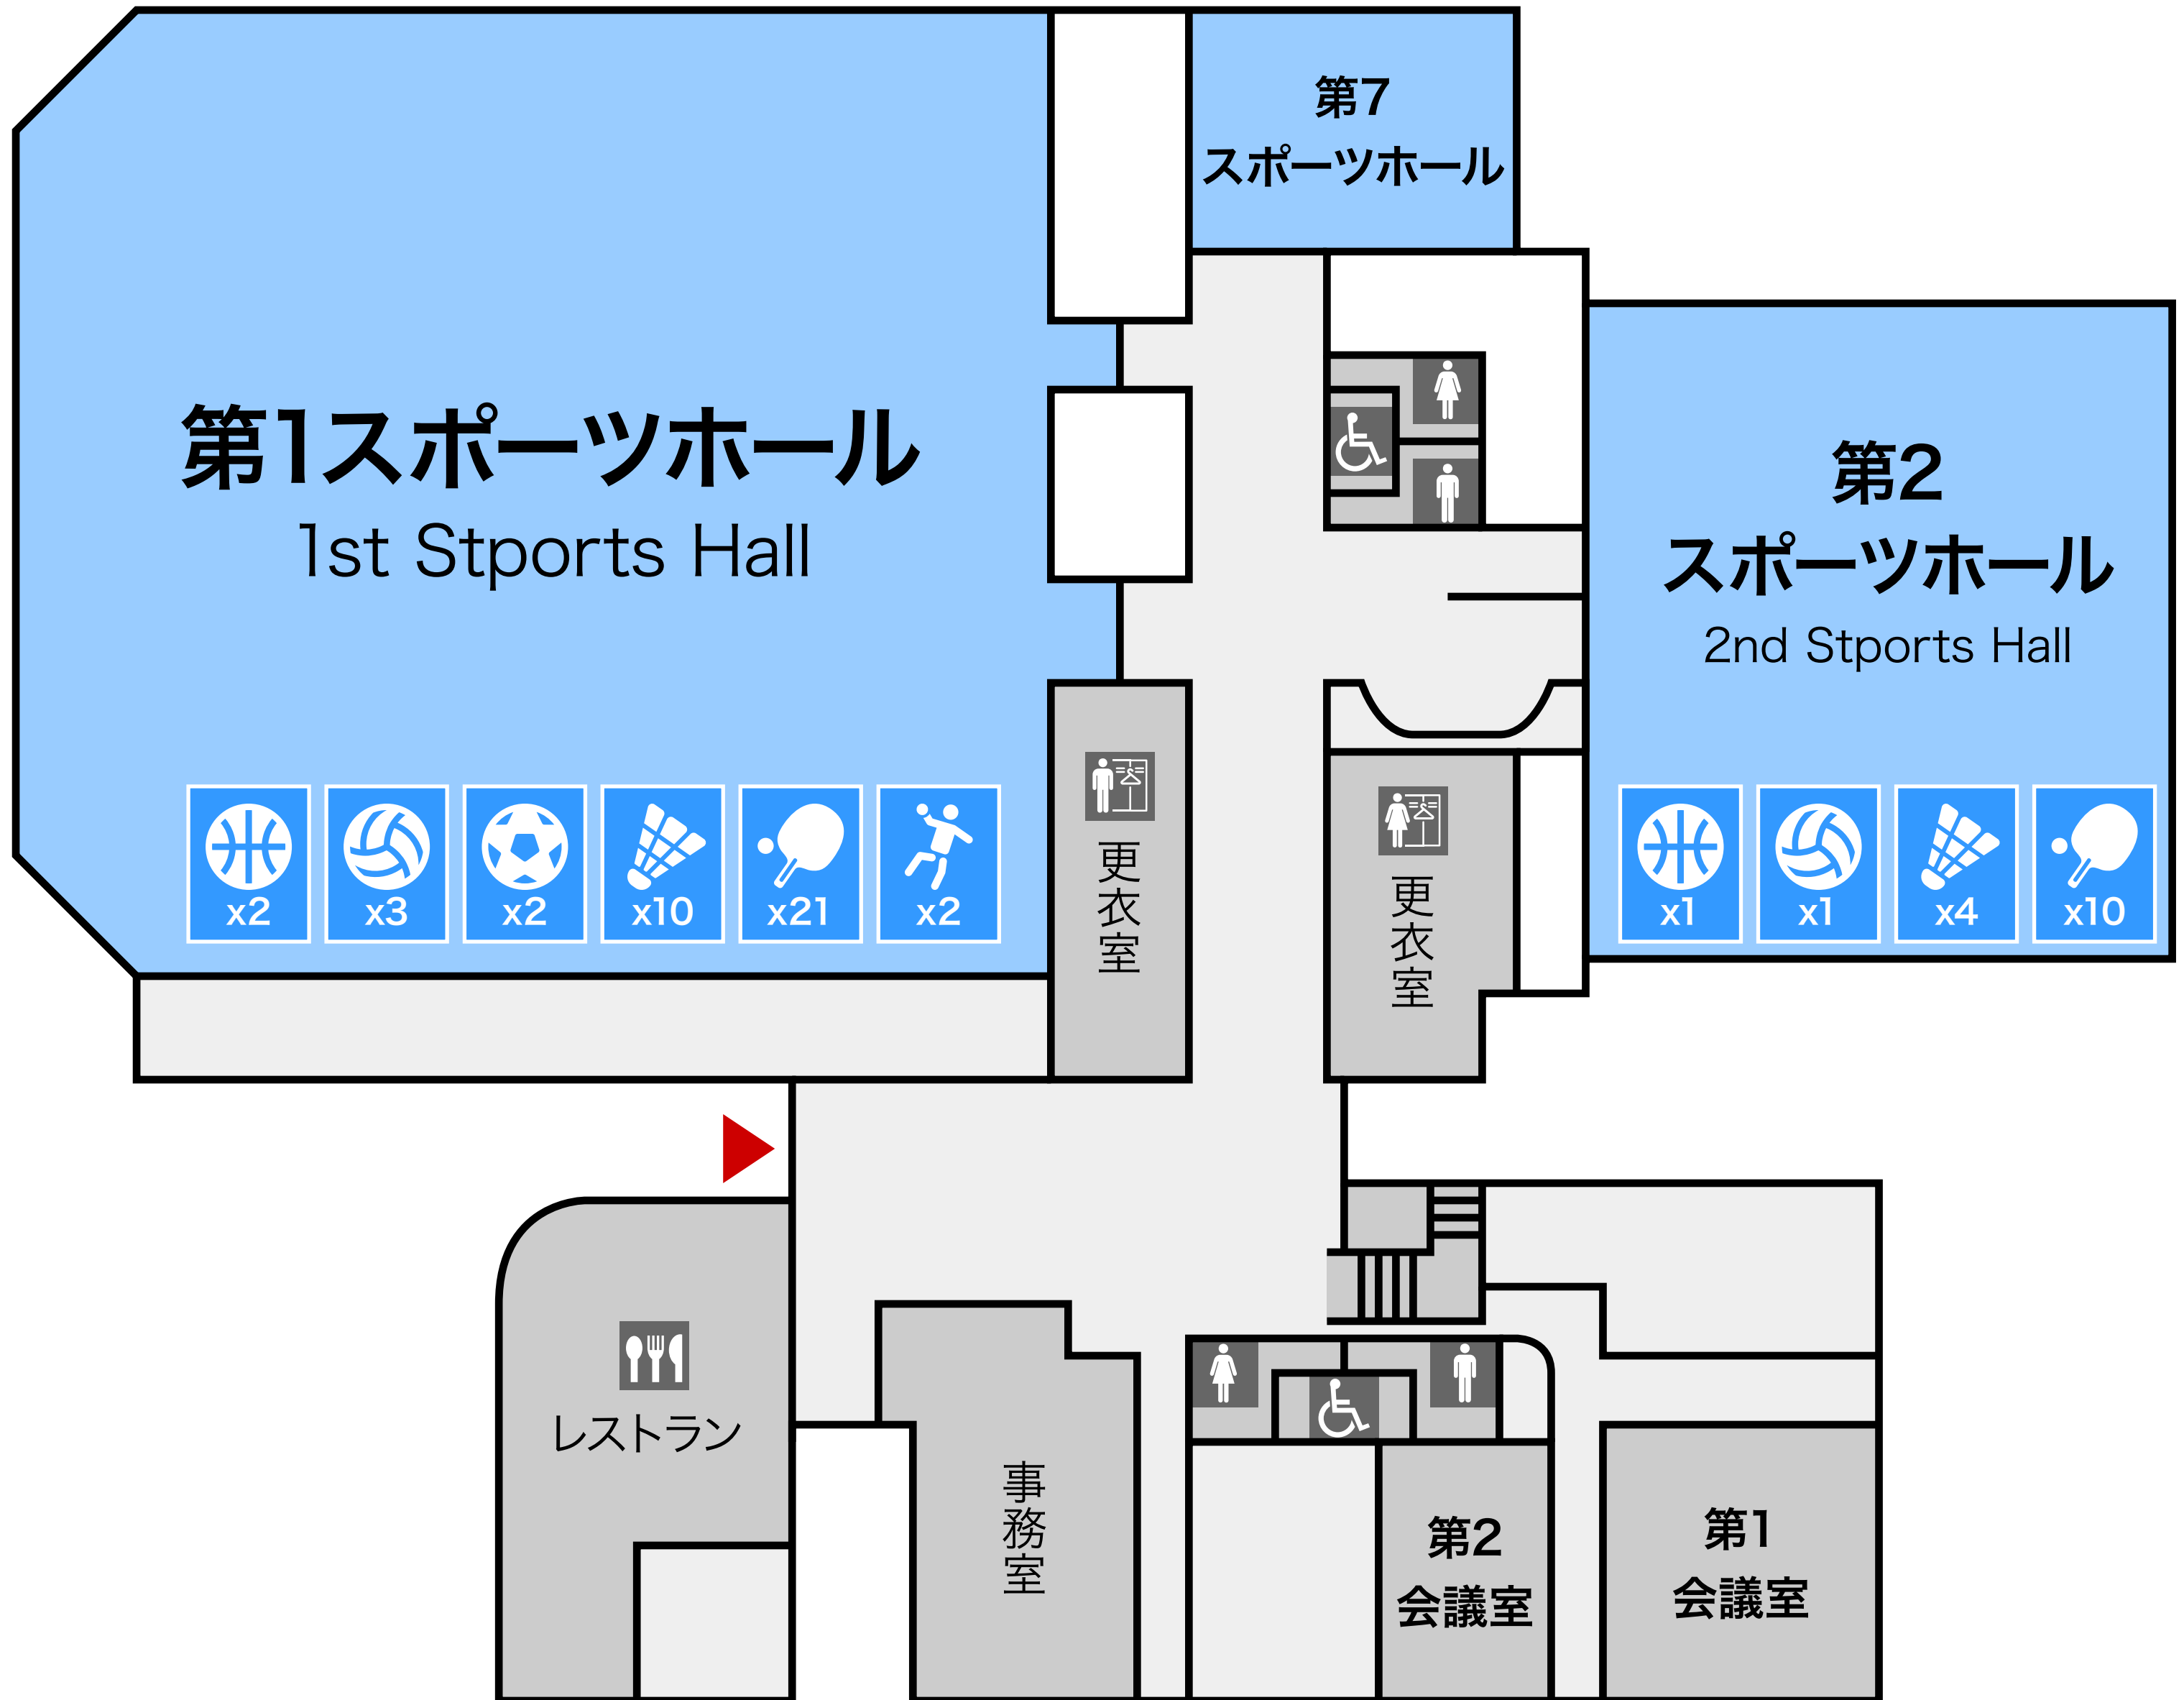 第7
スポーツホール
第1スポーツホール
1st Stports Hall
第2
スポーツホール
2nd Stports Hall
x2
x3
x2
x10
x21
x2
x1
x1
x4
x10
更衣室
更衣室
レストラン
事務室
第2
会議室
第1
会議室